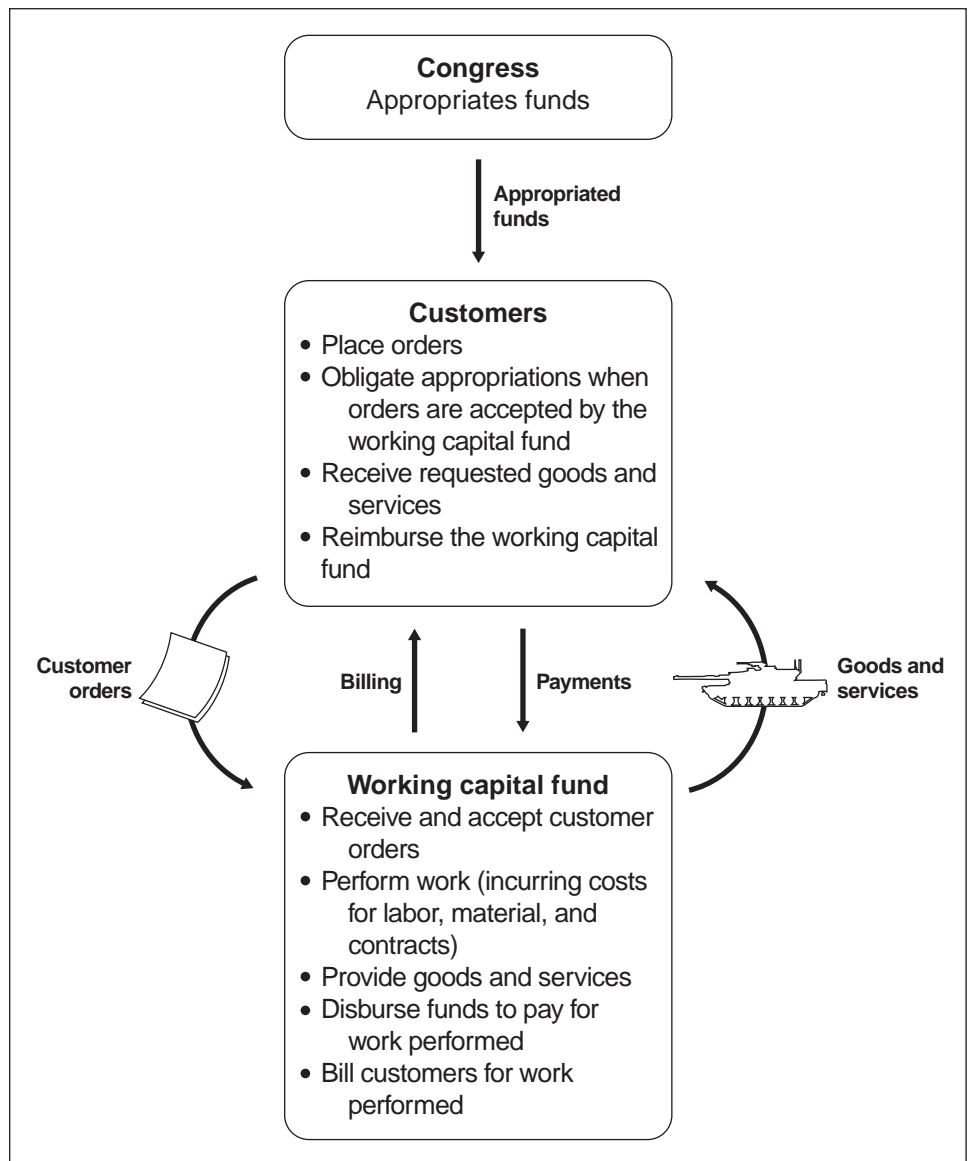 Congress
Appropriates funds
Appropriated
funds
Customers
• Place orders
• Obligate appropriations when
orders are accepted by the
working capital fund
• Receive requested goods and
services
• Reimburse the working capital
fund
Customer
orders
Billing
Payments
Goods and
services
Working capital fund
• Receive and accept customer
orders
• Perform work (incurring costs
for labor, material, and
contracts)
• Provide goods and services
• Disburse funds to pay for
work performed
• Bill customers for work
performed